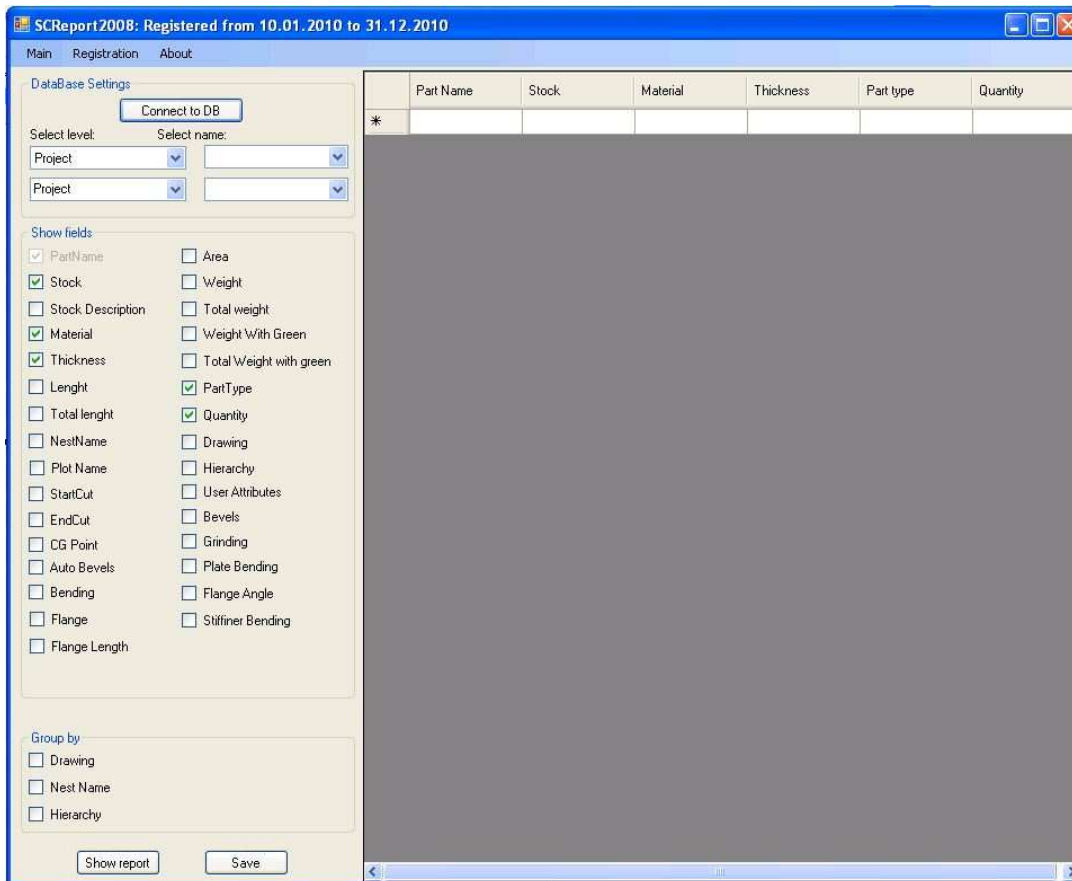 SCReport2008: Registered from 10.01.2010 to 31.12.2010
Main Registration About
DataBase Settings
Connect to DB
Select level: Select name:
Project
Project
Show fields
PartName
Stock
Stock Description
Material
Thickness
Lenght
Total lenght
NestName
Plot Name
StartCut
EndCut
CG Point
Auto Bevels
Bending
Flange
Flange Length
Area
Weight
Total weight
Weight With Green
Total Weight with green
PartType
Quantity
Drawing
Hierarchy
User Attributes
Bevels
Grinding
Plate Bending
Flange Angle
Stiffiner Bending
Group by
Drawing
Nest Name
Hierarchy
Show report Save
Part Name Stock Material Thickness Part type Quantity